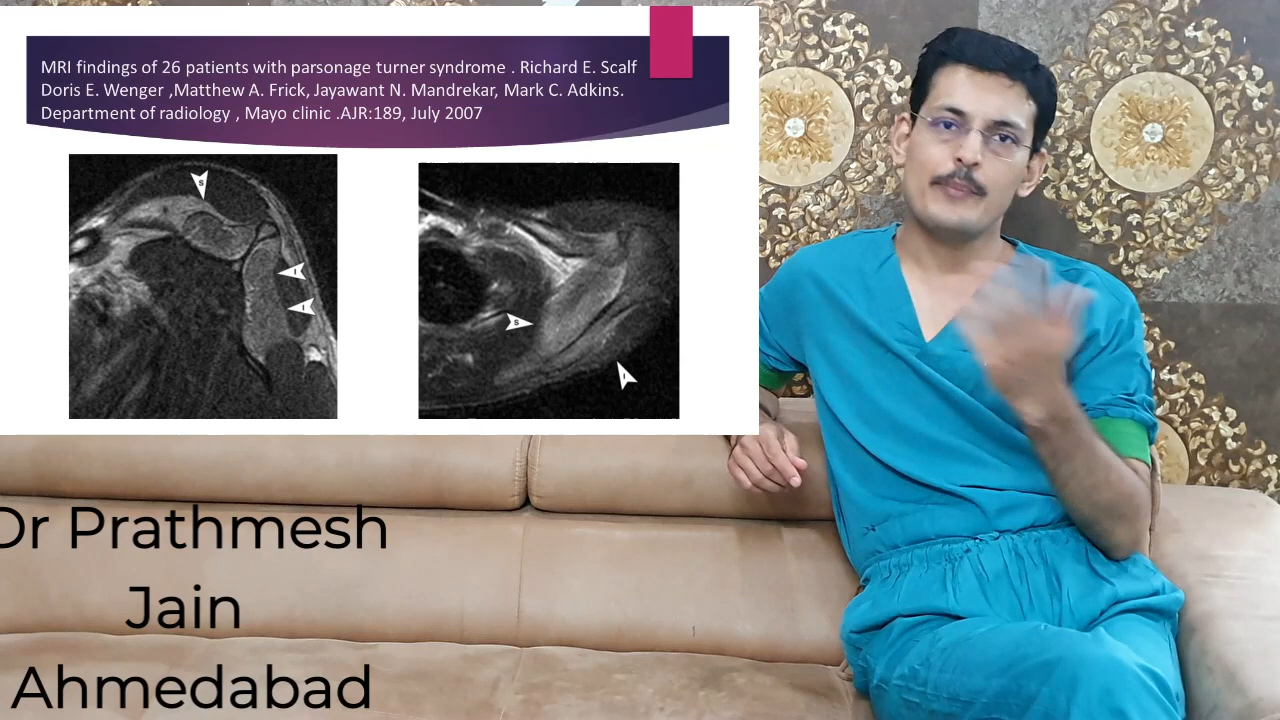 MRI findings of 26 patients with parsonage turner syndrome . Richard E. Scalf
Doris E. Wenger ,Matthew A. Frick, Jayawant N. Mandrekar, Mark C. Adkins.
Department of radiology , Mayo clinic .AJR:189, July 2007
S
I
I
S
I
Dr Prathmesh
Jain
Ahmedabad